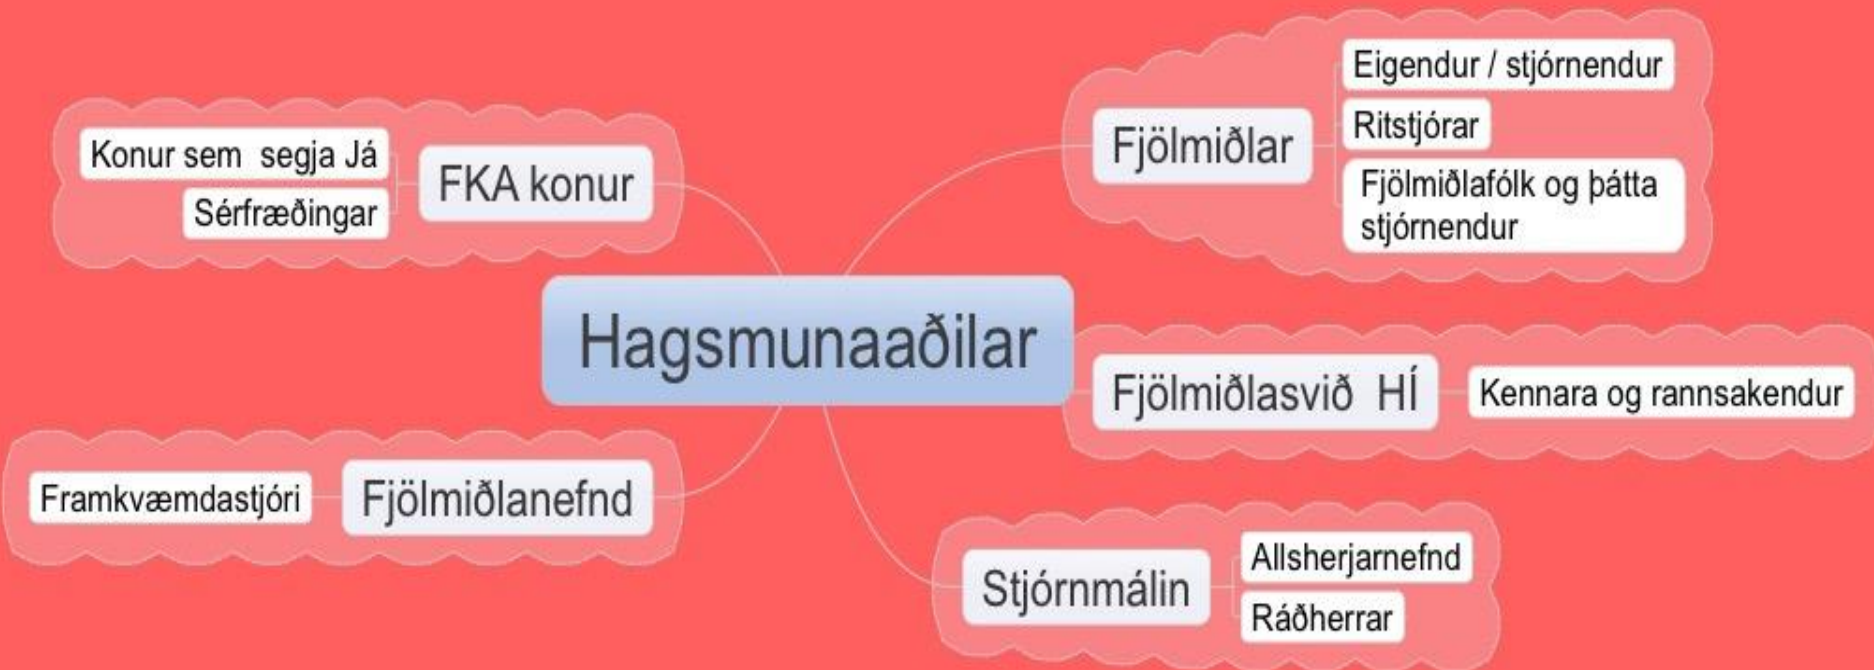 Hagsmunaaðilar
Fjölmiðlar
Eigendur / stjórnendur
Ritstjórar
Fjölmiðlafólk og þátta
stjórnendur
Fjölmiðlasvið HÍ
Kennara og rannsakendur
Stjórnmálin
Allsherjarnefnd
Ráðherrar
Fjölmiðlanefnd
Framkvæmdastjóri
FKA konur
Konur sem segja Já
Sérfræðingar